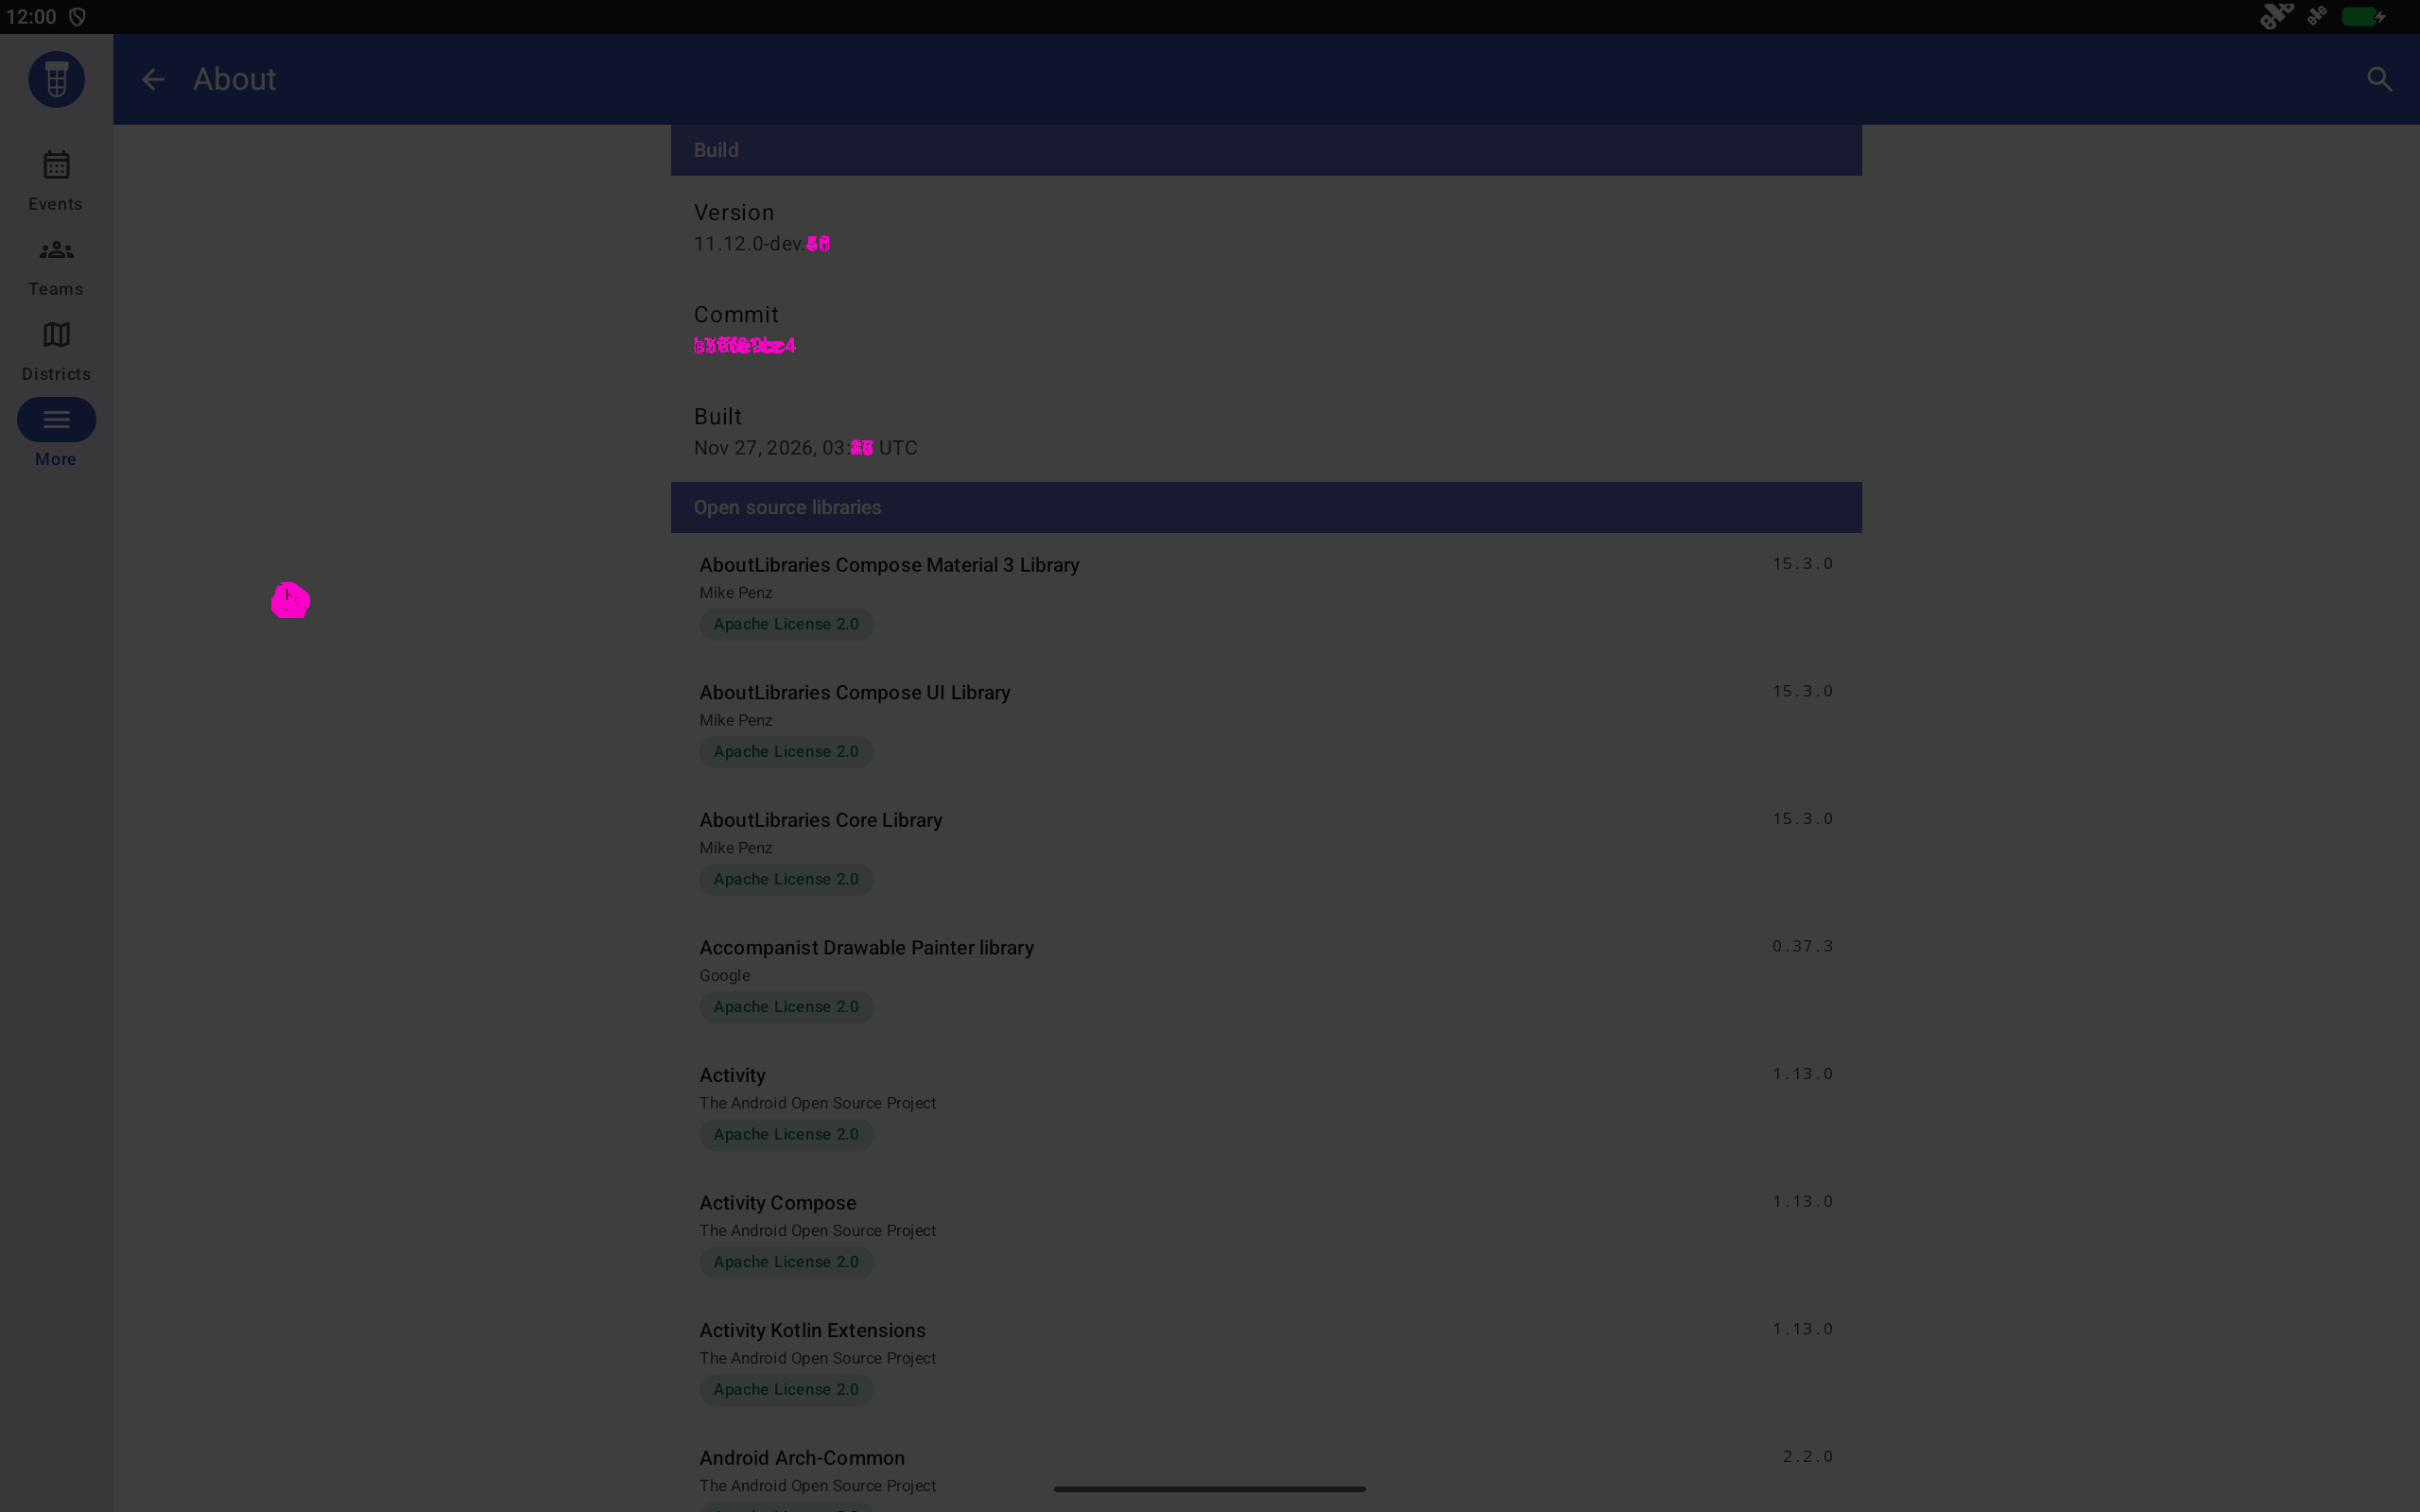 12:00
About
Events
Teams
Districts
More
Build
Version
11.12.0-dev.
Commit
Built
Nov 27, 2026, 03: UTC
Open source libraries
AboutLibraries Compose Material 3 Library 15.3.0
Mike Penz
Apache License 2.0
AboutLibraries Compose UI Library 15.3.0
Mike Penz
Apache License 2.0
AboutLibraries Core Library 15.3.0
Mike Penz
Apache License 2.0
Accompanist Drawable Painter library 0.37.3
Google
Apache License 2.0
Activity 1.13.0
The Android Open Source Project
Apache License 2.0
Activity Compose 1.13.0
The Android Open Source Project
Apache License 2.0
Activity Kotlin Extensions 1.13.0
The Android Open Source Project
Apache License 2.0
Android Arch-Common 2.2.0
The Android Open Source Project